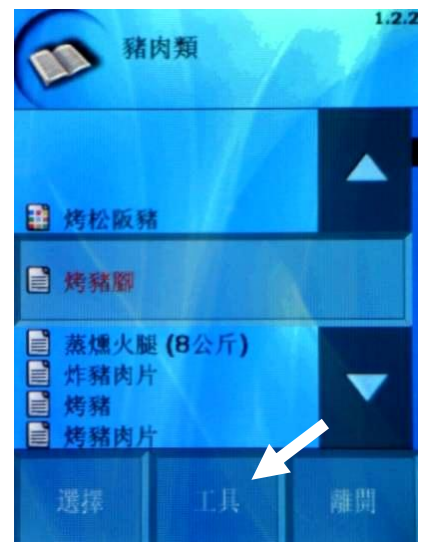 1.2.2
豬肉類
烤松阪豬
烤豬腳
蒸燻火腿 (8公斤)
炸豬肉片
烤豬
烤豬肉片
選擇
工具
離開